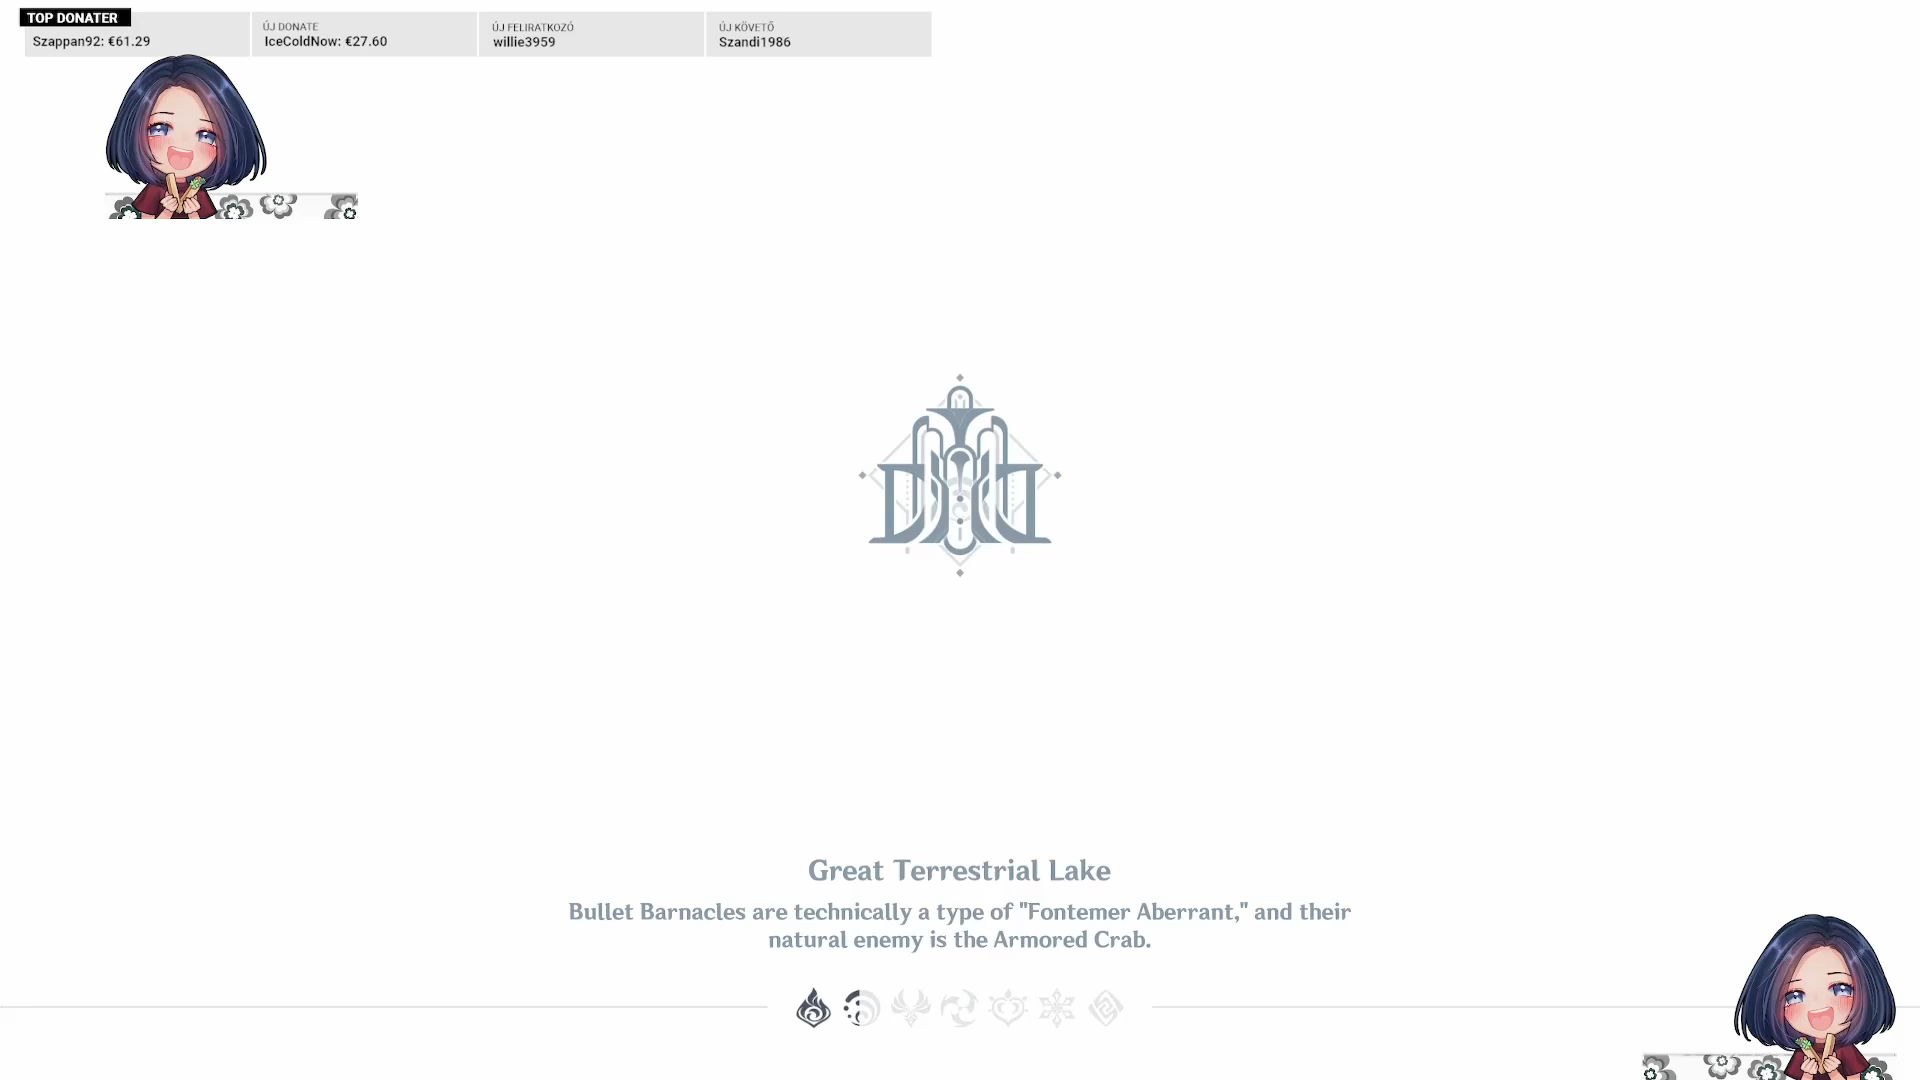 TOP DONATER
Szappan92: €61.29
ÚJ DONATE
IceColdNow: €27.60
ÚJ FELIRATKOZÓ
willie3959
ÚJ KÖVETŐ
Szandi1986
Great Terrestrial Lake
Bullet Barnacles are technically a type of "Fontemer Aberrant," and their
natural enemy is the Armored Crab.